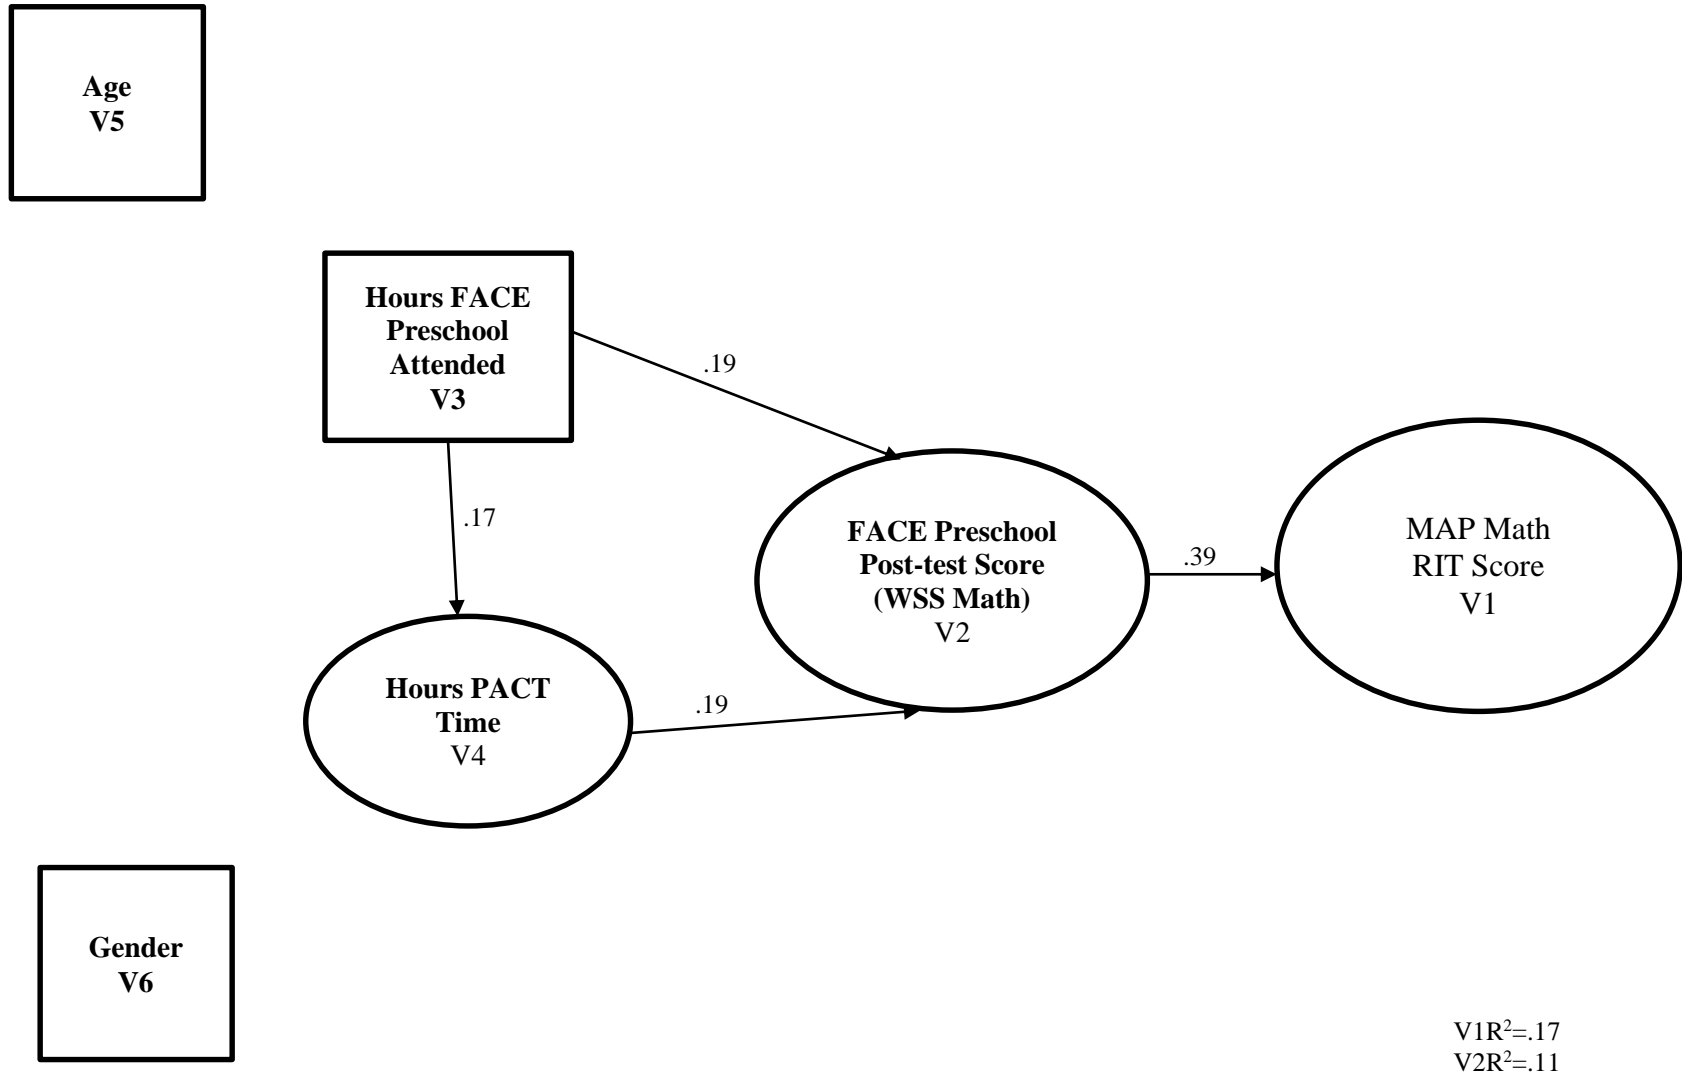 Age
V5
Hours FACE
Preschool
Attended
V3
.19
.17
FACE Preschool
Post-test Score
(WSS Math)
V2
.39
MAP Math
RIT Score
V1
Hours PACT
Time
V4
.19
Gender
V6
V1R²=.17
V2R²=.11